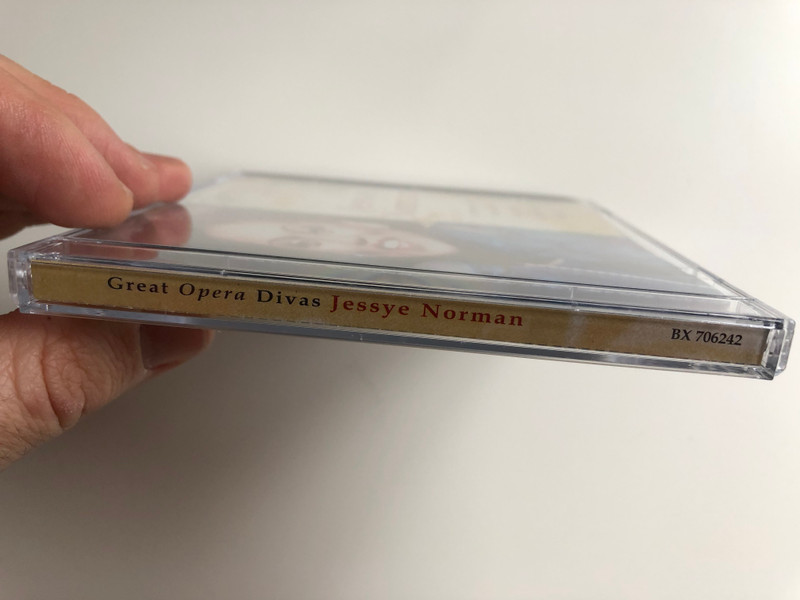 Great Opera Divas Jessye Norman
BX 706242